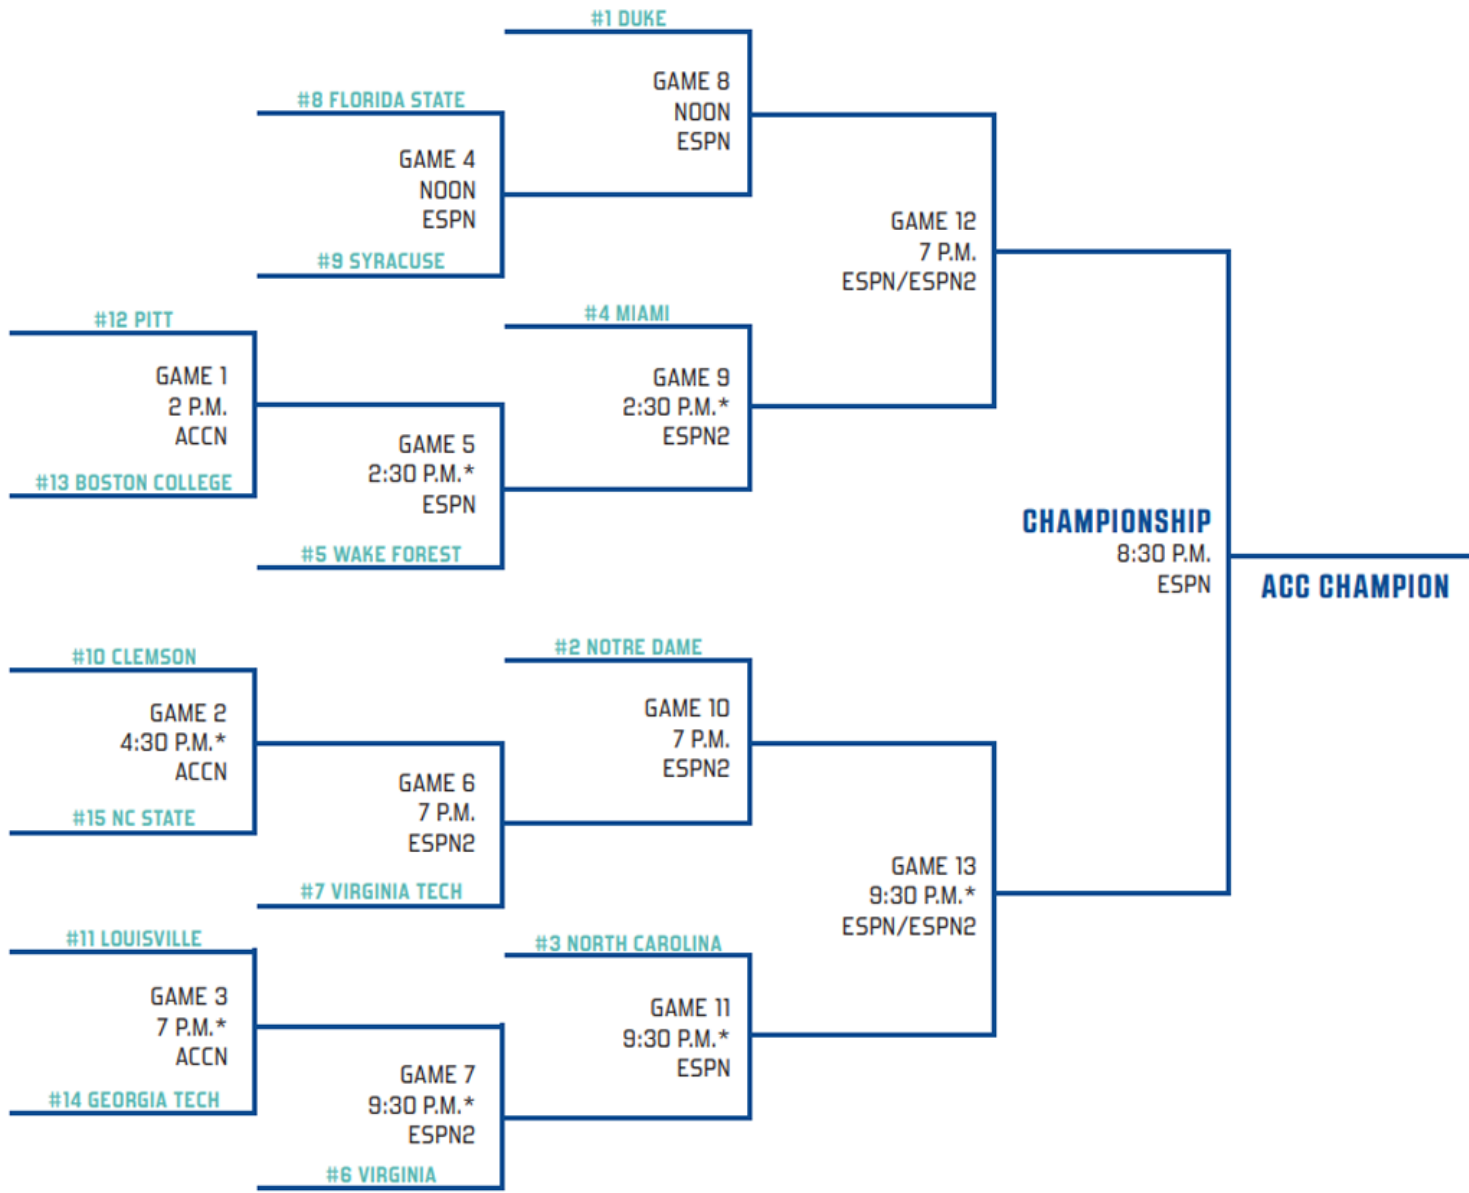 #1 DUKE
GAME 8
NOON
ESPN
#8 FLORIDA STATE
GAME 4
NOON
ESPN
#9 SYRACUSE
GAME 12
7 P.M.
ESPN/ESPN2
#12 PITT
GAME 1
2 P.M.
ACCN
#13 BOSTON COLLEGE
#4 MIAMI
GAME 9
2:30 P.M.*
ESPN2
GAME 5
2:30 P.M.*
ESPN
#5 WAKE FOREST
CHAMPIONSHIP
8:30 P.M.
ESPN
ACC CHAMPION
#10 CLEMSON
GAME 2
4:30 P.M.*
ACCN
#15 NC STATE
#2 NOTRE DAME
GAME 10
7 P.M.
ESPN2
GAME 6
7 P.M.
ESPN2
#7 VIRGINIA TECH
GAME 13
9:30 P.M.*
ESPN/ESPN2
#11 LOUISVILLE
GAME 3
7 P.M.*
ACCN
#14 GEORGIA TECH
#3 NORTH CAROLINA
GAME 11
9:30 P.M.*
ESPN
GAME 7
9:30 P.M.*
ESPN2
#6 VIRGINIA